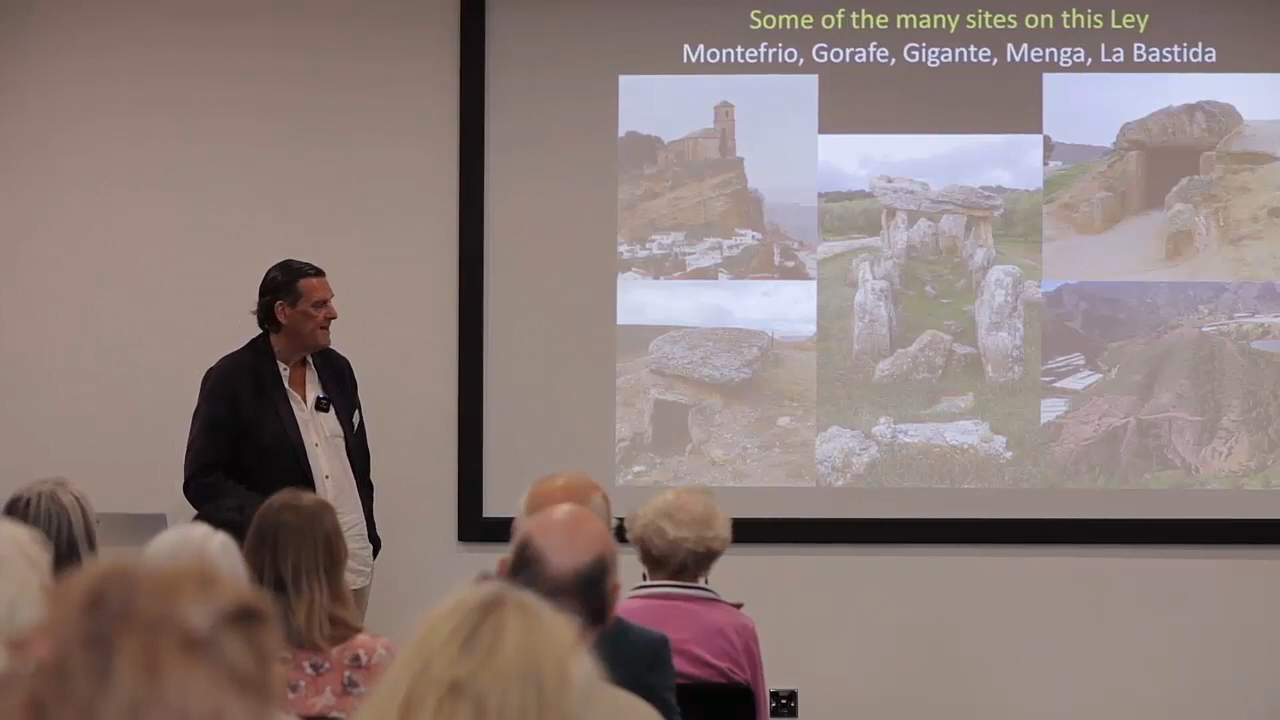 Some of the many sites on this Ley
Montefrio, Gorafe, Gigante, Menga, La Bastida